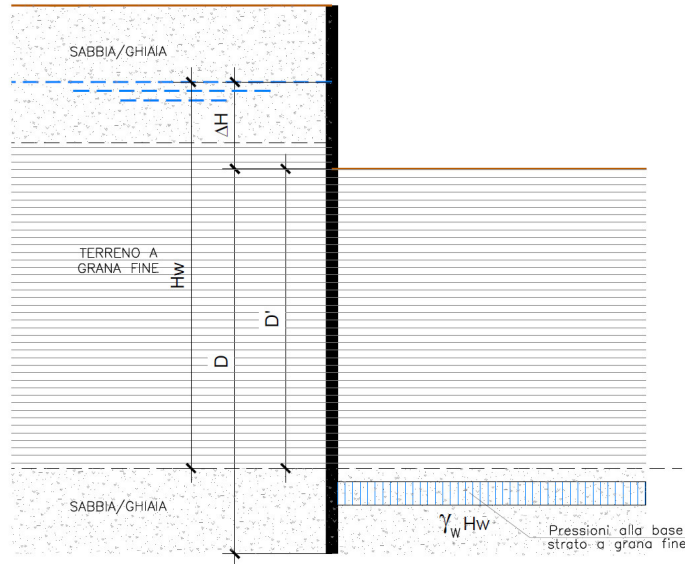 SABBIA/GHIAIA
ΔH
TERRENO A
GRANA FINE
Hw
D'
D
SABBIA/GHIAIA
γw Hw
Pressioni alla base
strato a grana fine